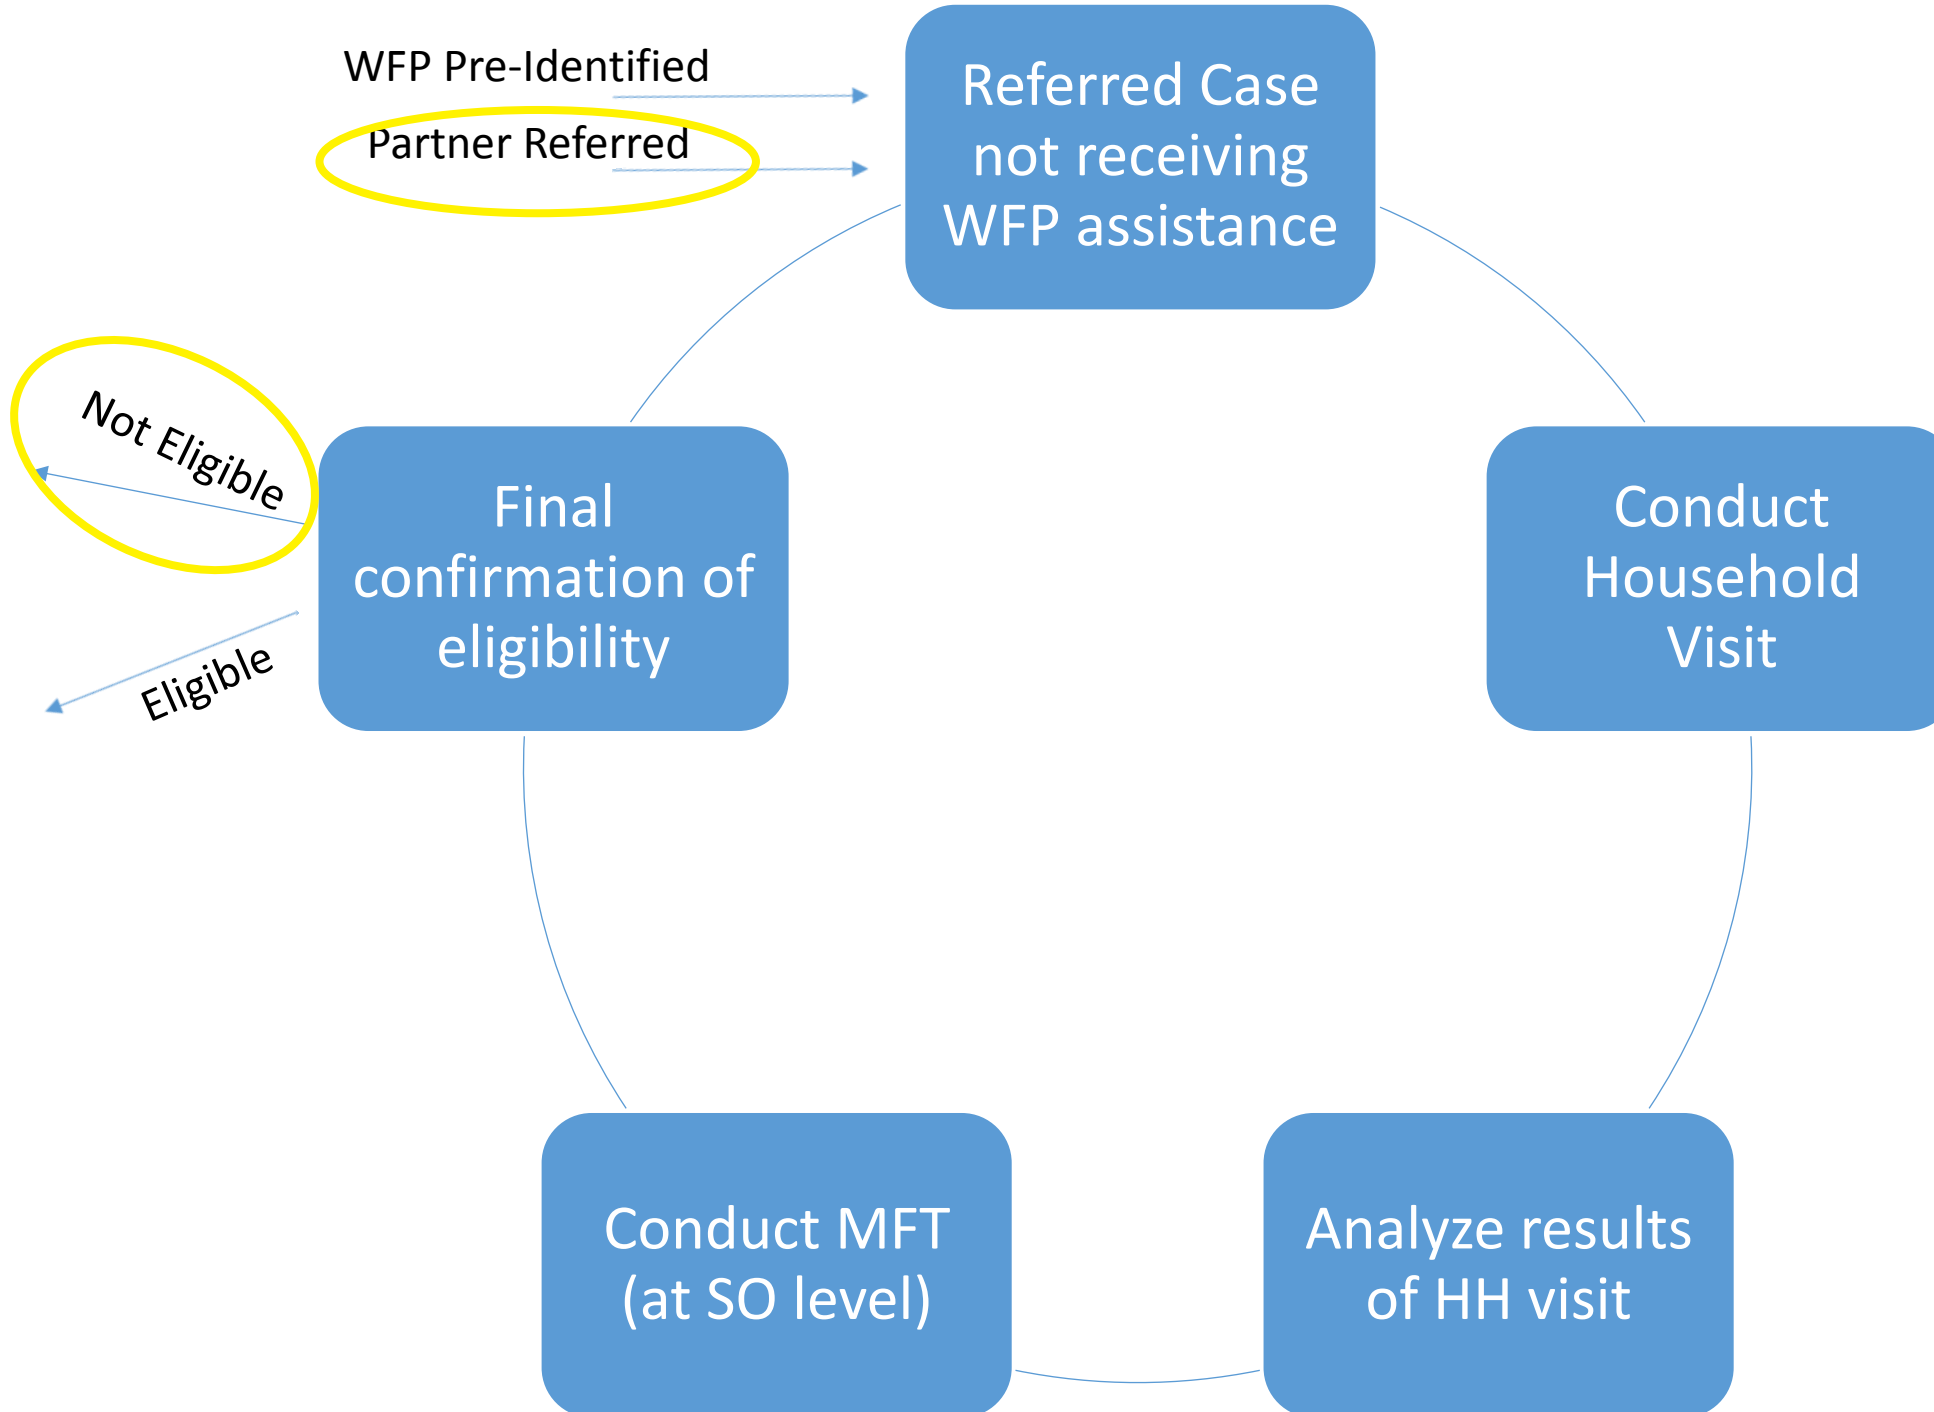 WFP Pre-Identified
Partner Referred
Referred Case
not receiving
WFP assistance
Not Eligible
Eligible
Final
confirmation of
eligibility
Conduct
Household
Visit
Conduct MFT
(at SO level)
Analyze results
of HH visit